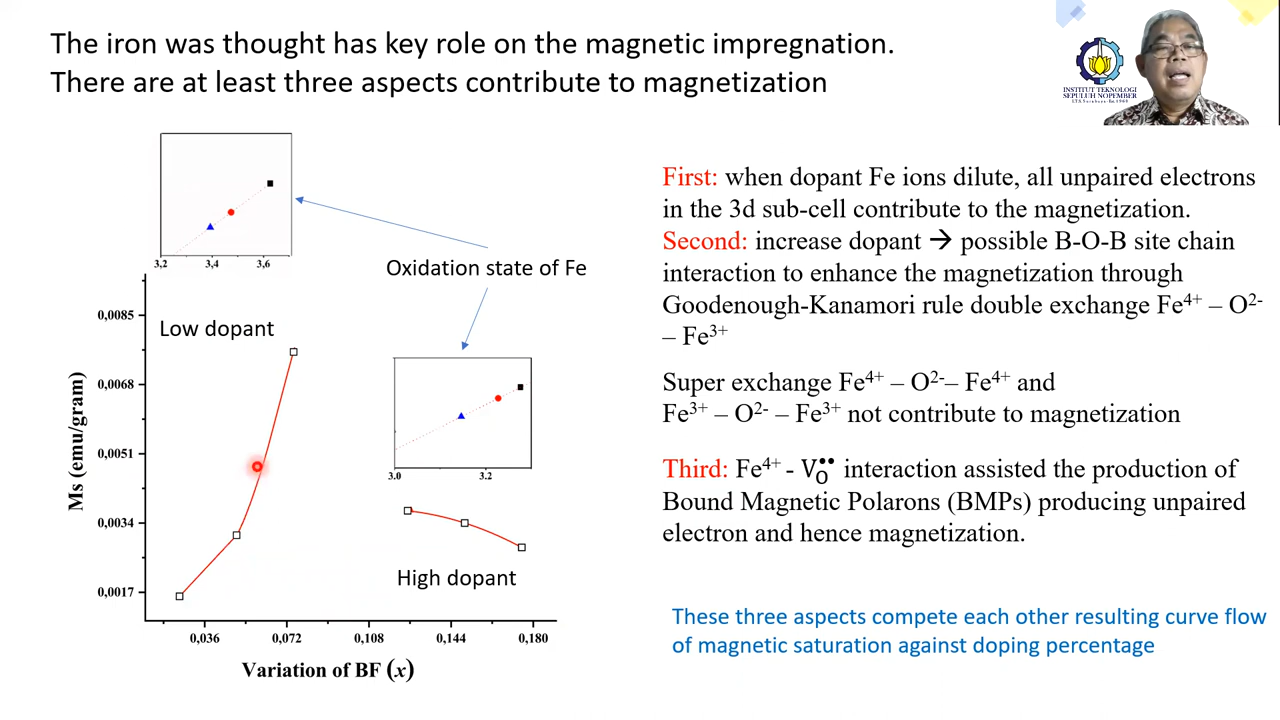 The iron was thought has key role on the magnetic impregnation.
There are at least three aspects contribute to magnetization
INSTITUT TEKNOLOGI
SEPULUH NOPEMBER
3,2 3,4 3,6
Oxidation state of Fe
Low dopant
3.0 3.2
High dopant
Ms (emu/gram)
0,0085
0,0068
0,0051
0,0034
0,0017
0,036 0,072 0,108 0,144 0,180
Variation of BF (x)
First: when dopant Fe ions dilute, all unpaired electrons
in the 3d sub-cell contribute to the magnetization.
Second: increase dopant → possible B-O-B site chain
interaction to enhance the magnetization through
Goodenough-Kanamori rule double exchange Fe⁴⁺ – O²⁻
– Fe³⁺
Super exchange Fe⁴⁺ – O²⁻– Fe⁴⁺ and
Fe³⁺ – O²⁻ – Fe³⁺ not contribute to magnetization
Third: Fe⁴⁺ - V_O^•• interaction assisted the production of
Bound Magnetic Polarons (BMPs) producing unpaired
electron and hence magnetization.
These three aspects compete each other resulting curve flow
of magnetic saturation against doping percentage